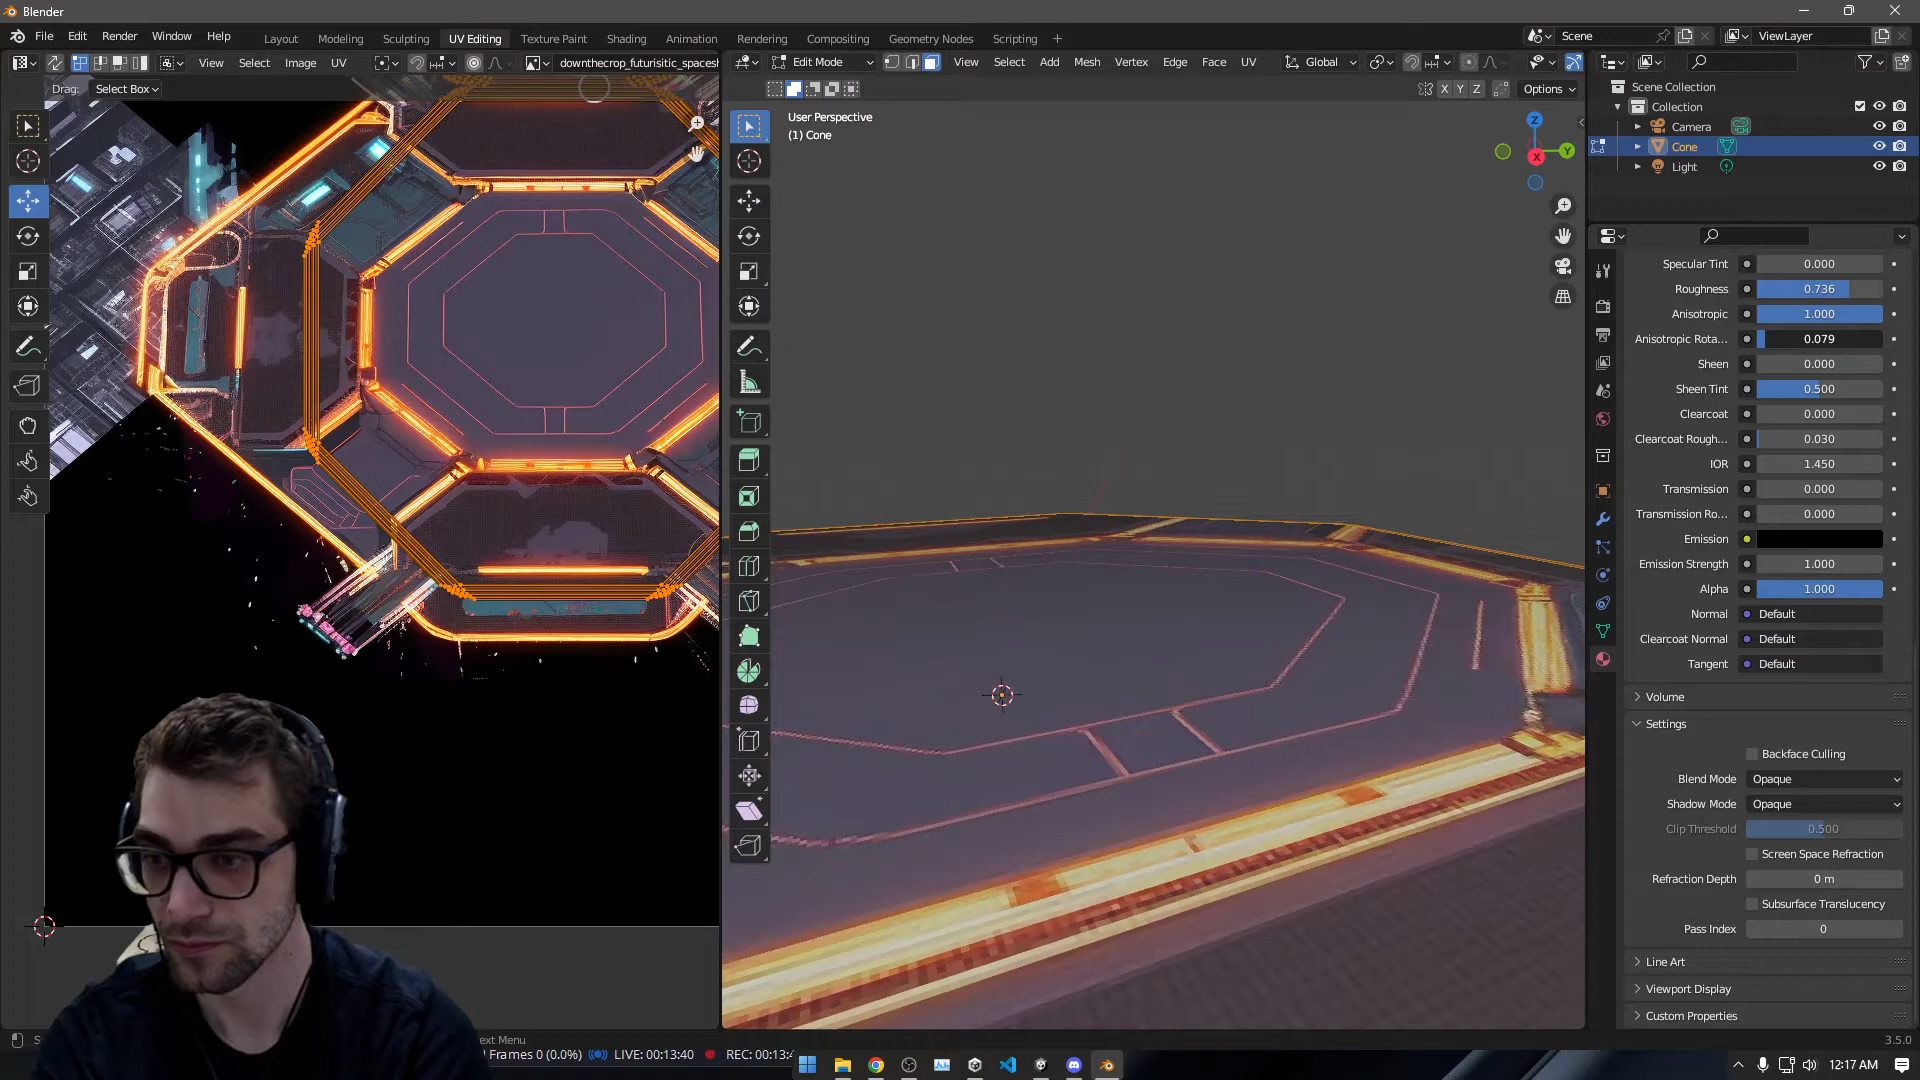 Blender
File Edit Render Window Help
Layout Modeling Sculpting UV Editing Texture Paint Shading Animation Rendering Compositing Geometry Nodes Scripting +
Scene
ViewLayer
View Select Image UV
downthecrop_futurisitic_spacesh
Edit Mode
View Select Add Mesh Vertex Edge Face UV
Global
Drag: Select Box
X Y Z
Options
User Perspective
(1) Cone
Z
Y
X
Scene Collection
Collection
Camera
Cone
Light
Specular Tint 0.000
Roughness 0.736
Anisotropic 1.000
Anisotropic Rota... 0.079
Sheen 0.000
Sheen Tint 0.500
Clearcoat 0.000
Clearcoat Rough... 0.030
IOR 1.450
Transmission 0.000
Transmission Ro... 0.000
Emission
Emission Strength 1.000
Alpha 1.000
Normal Default
Clearcoat Normal Default
Tangent Default
Volume
Settings
Backface Culling
Blend Mode Opaque
Shadow Mode Opaque
Clip Threshold 0.500
Screen Space Refraction
Refraction Depth 0 m
Subsurface Translucency
Pass Index 0
Line Art
Viewport Display
Custom Properties
ext Menu
3.5.0
Frames 0 (0.0%) LIVE: 00:13:40 REC: 00:13:4
12:17 AM